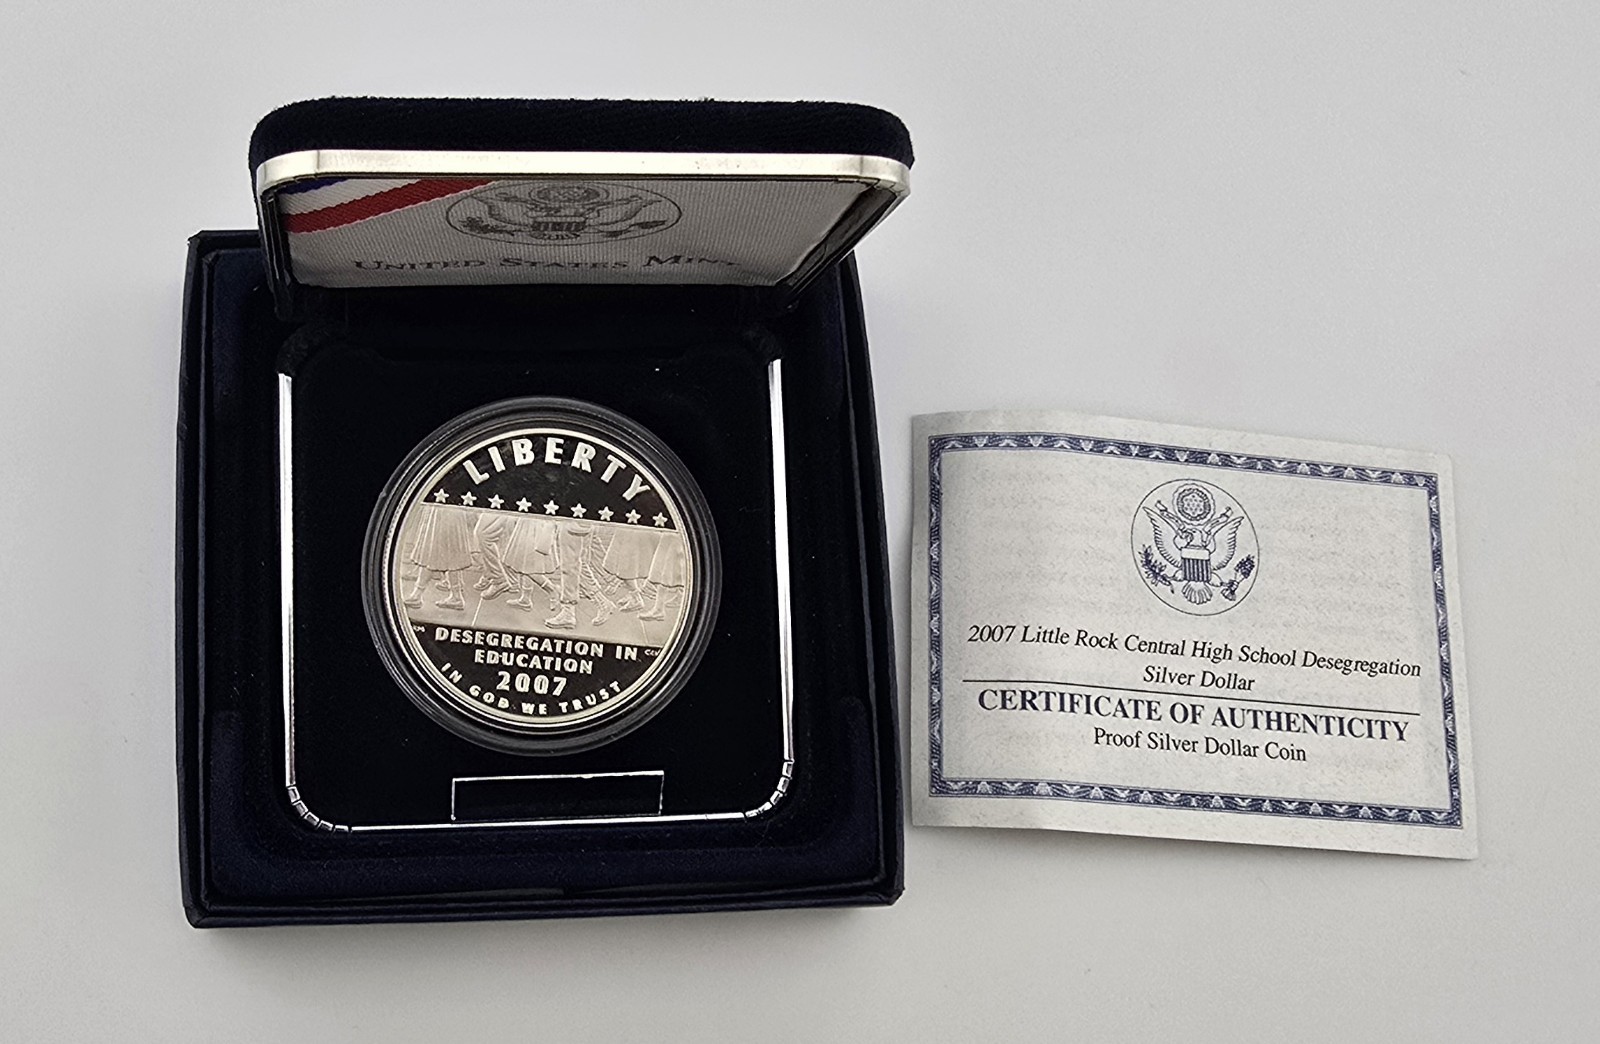 UNITED STATES MINT
LIBERTY
DESEGREGATION IN
EDUCATION
2007
IN GOD WE TRUST
2007 Little Rock Central High School Desegregation
Silver Dollar
CERTIFICATE OF AUTHENTICITY
Proof Silver Dollar Coin